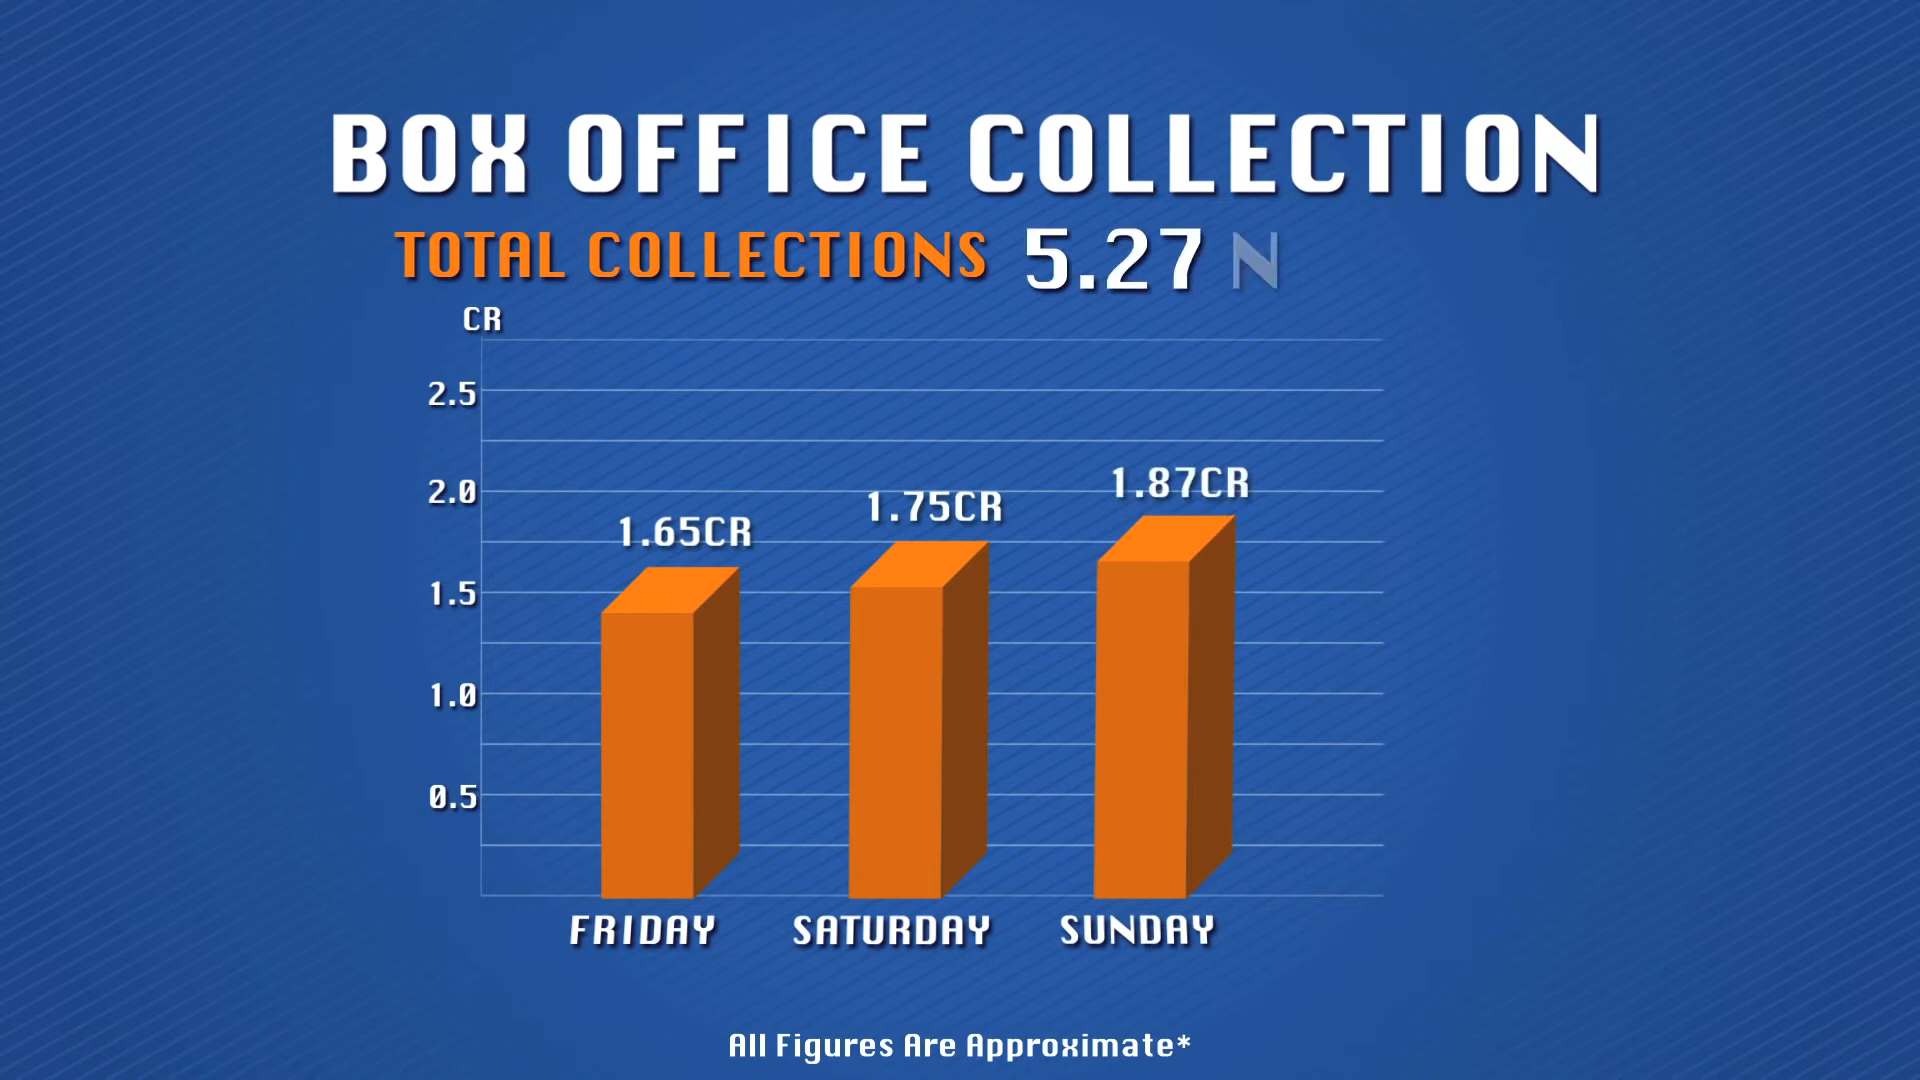 BOX OFFICE COLLECTION
TOTAL COLLECTIONS 5.27 N
CR
2.5
2.0
1.5
1.0
0.5
1.65CR
1.75CR
1.87CR
FRIDAY SATURDAY SUNDAY
All Figures Are Approximate*